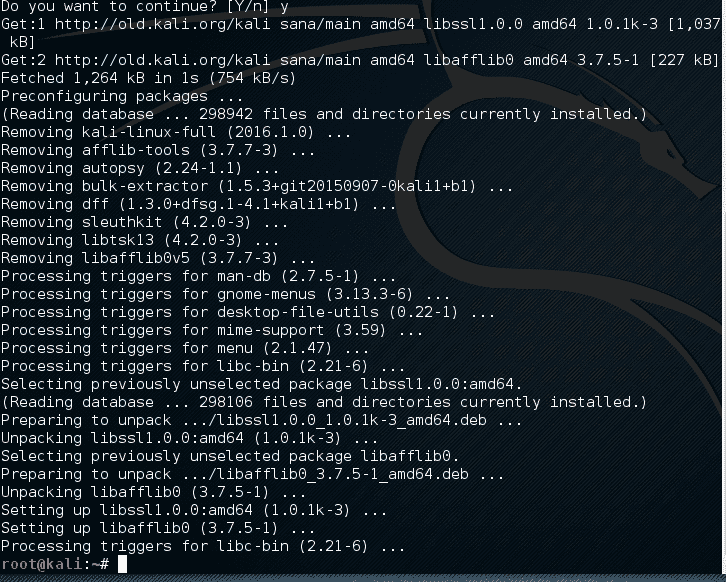 Do you want to continue? [Y/n] y
Get:1 http://old.kali.org/kali sana/main amd64 libssl1.0.0 amd64 1.0.1k-3 [1,037
 kB]
Get:2 http://old.kali.org/kali sana/main amd64 libafflib0 amd64 3.7.5-1 [227 kB]
Fetched 1,264 kB in 1s (754 kB/s)
Preconfiguring packages ...
(Reading database ... 298942 files and directories currently installed.)
Removing kali-linux-full (2016.1.0) ...
Removing afflib-tools (3.7.7-3) ...
Removing autopsy (2.24-1.1) ...
Removing bulk-extractor (1.5.3+git20150907-0kali1+b1) ...
Removing dff (1.3.0+dfsg.1-4.1+kali1+b1) ...
Removing sleuthkit (4.2.0-3) ...
Removing libtsk13 (4.2.0-3) ...
Removing libafflib0v5 (3.7.7-3) ...
Processing triggers for man-db (2.7.5-1) ...
Processing triggers for gnome-menus (3.13.3-6) ...
Processing triggers for desktop-file-utils (0.22-1) ...
Processing triggers for mime-support (3.59) ...
Processing triggers for menu (2.1.47) ...
Processing triggers for libc-bin (2.21-6) ...
Selecting previously unselected package libssl1.0.0:amd64.
(Reading database ... 298106 files and directories currently installed.)
Preparing to unpack .../libssl1.0.0_1.0.1k-3_amd64.deb ...
Unpacking libssl1.0.0:amd64 (1.0.1k-3) ...
Selecting previously unselected package libafflib0.
Preparing to unpack .../libafflib0_3.7.5-1_amd64.deb ...
Unpacking libafflib0 (3.7.5-1) ...
Setting up libssl1.0.0:amd64 (1.0.1k-3) ...
Setting up libafflib0 (3.7.5-1) ...
Processing triggers for libc-bin (2.21-6) ...
root@kali:~#